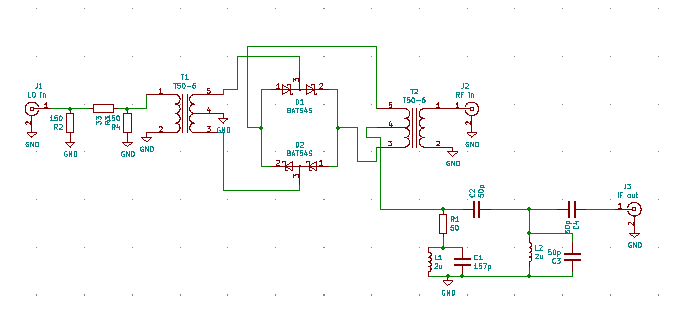 J1
LO in
1
2
GND
150
R2
GND
33
R3
150
R4
GND
T1
T50-6
1
2
5
4
3
GND
GND
3
1
2
D1
BAT54S
D2
2
1
BAT54S
3
T2
T50-6
5
4
3
1
2
GND
J2
RF in
1
2
GND
C2
50p
R1
50
L1
2u
C1
157p
GND
50p
C4
L2
2u
50p
C3
J3
IF out
1
2
GND